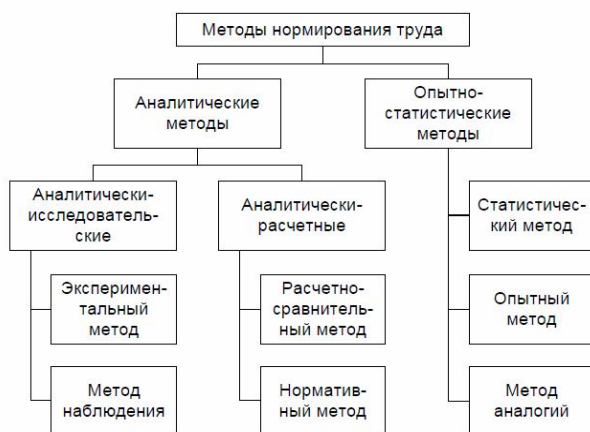 Методы нормирования труда
Аналитические
методы
Опытно-
статистические
методы
Аналитически-
исследователь-
ские
Аналитически-
расчетные
Статистичес-
кий метод
Эксперимен-
тальный
метод
Расчетно-
сравнитель-
ный метод
Опытный
метод
Метод
наблюдения
Норматив-
ный метод
Метод
аналогий